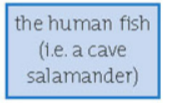 the human fish
(i.e. a cave
salamander)